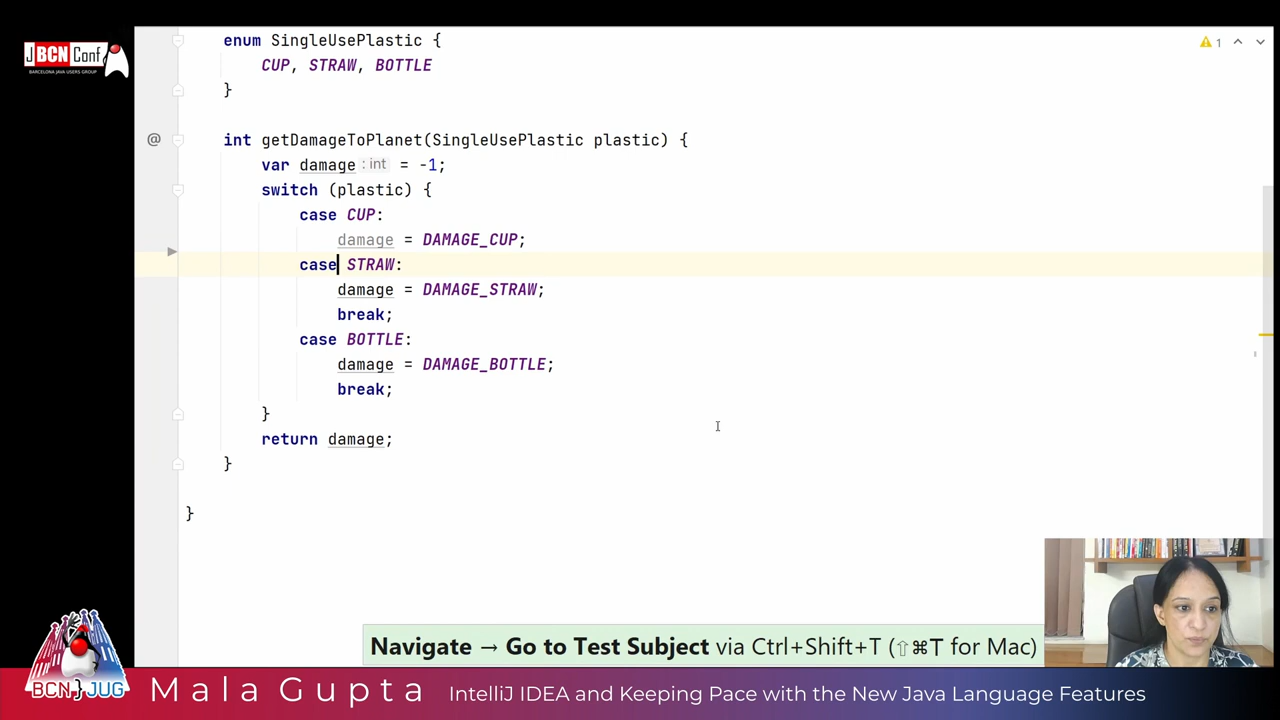 JBCNConf
BARCELONA JAVA USERS GROUP
enum SingleUsePlastic {
CUP, STRAW, BOTTLE
}
1
@
int getDamageToPlanet(SingleUsePlastic plastic) {
var damage : int = -1;
switch (plastic) {
case CUP:
damage = DAMAGE_CUP;
case STRAW:
damage = DAMAGE_STRAW;
break;
case BOTTLE:
damage = DAMAGE_BOTTLE;
break;
}
return damage;
}
}
Navigate → Go to Test Subject via Ctrl+Shift+T (⇧⌘T for Mac)
BCN}JUG
Mala Gupta
IntelliJ IDEA and Keeping Pace with the New Java Language Features